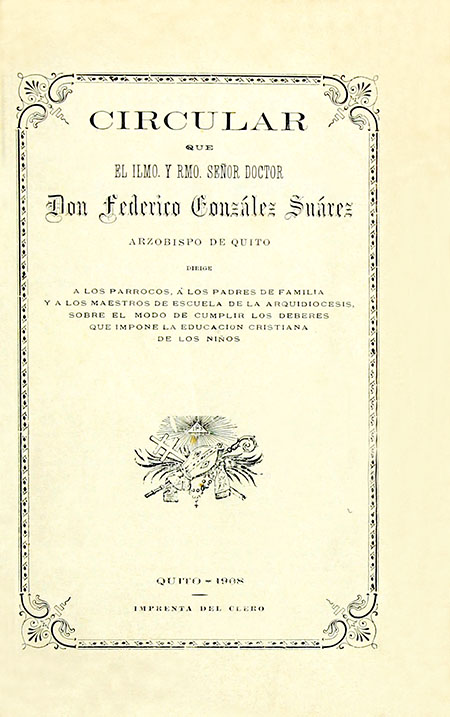 CIRCULAR
QUE
EL ILMO. Y RMO. SEÑOR DOCTOR
Don Federico González Suárez
ARZOBISPO DE QUITO
DIRIGE
A LOS PARROCOS, Á LOS PADRES DE FAMILIA
Y A LOS MAESTROS DE ESCUELA DE LA ARQUIDIOCESIS,
SOBRE EL MODO DE CUMPLIR LOS DEBERES
QUE IMPONE LA EDUCACION CRISTIANA
DE LOS NIÑOS
QUITO - 1908
IMPRENTA DEL CLERO